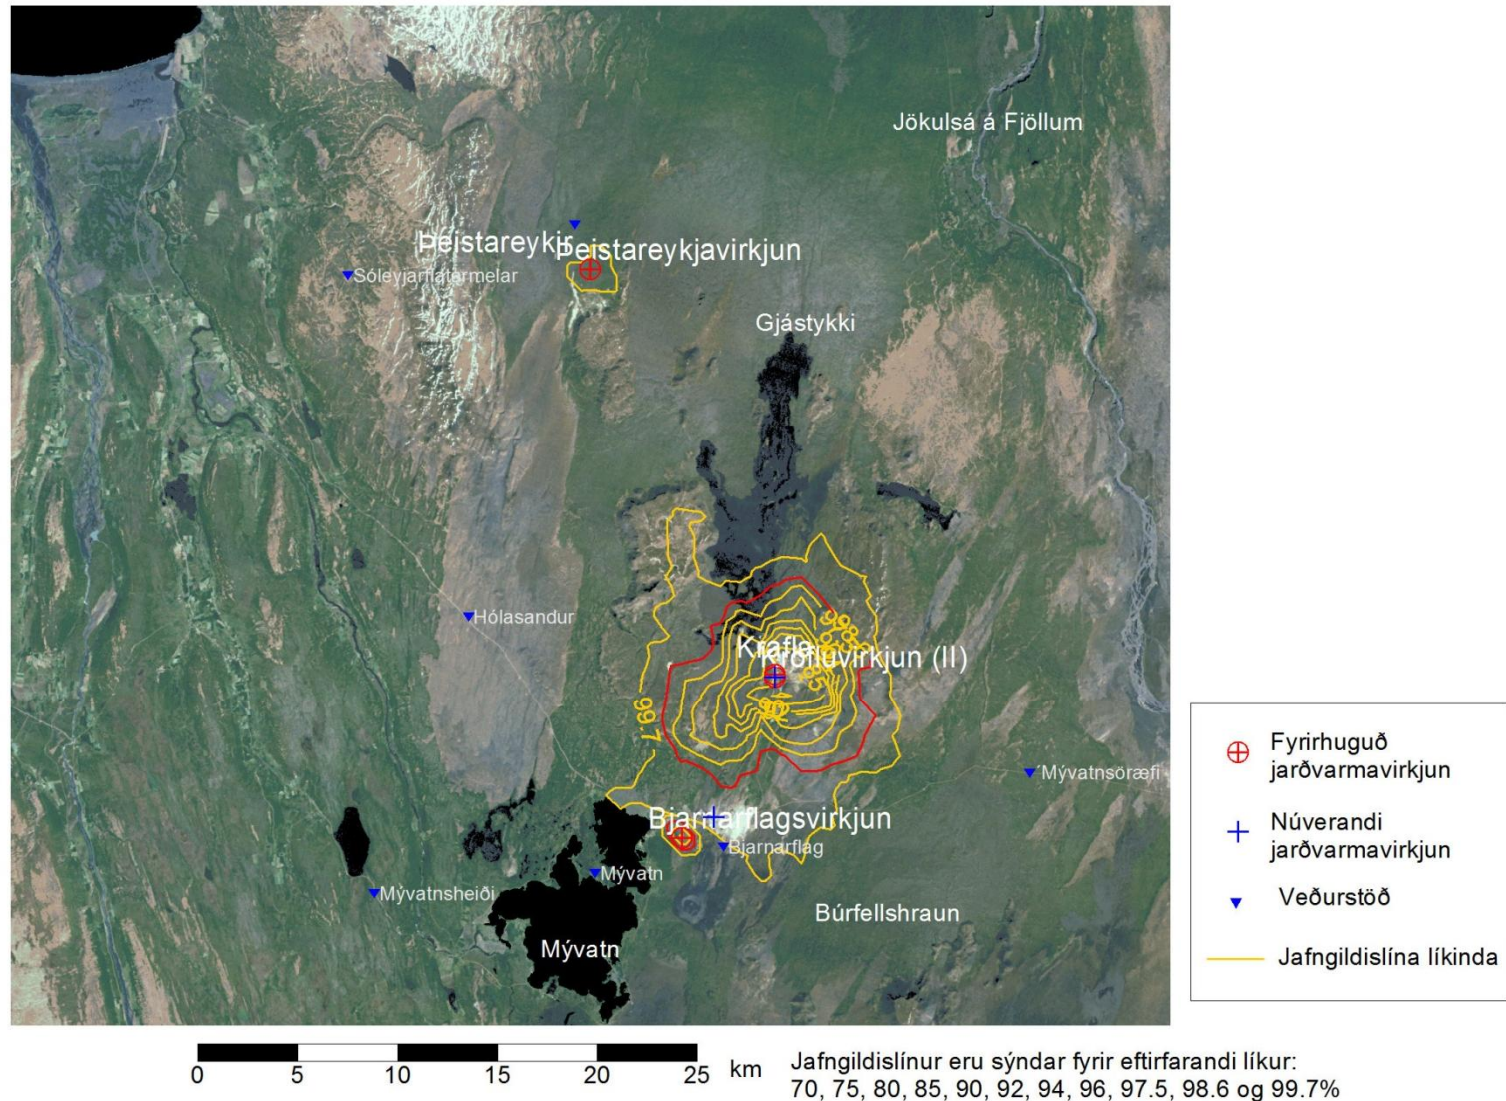 Jökulsá á Fjöllum
Þeistareykir
Þeistareykjavirkjun
Sóleyjarflatarmelar
Gjástykki
Hólasandur
Krafla
Kröfluvirkjun (II)
99.7
Mývatnsöræfi
Bjarnarflagsvirkjun
Bjarnarflag
Mývatn
Mývatnsheiði
Búrfellshraun
Mývatn
Fyrirhuguð
jarðvarmavirkjun
Núverandi
jarðvarmavirkjun
Veðurstöð
Jafngildislína líkinda
0 5 10 15 20 25 km
Jafngildislínur eru sýndar fyrir eftirfarandi líkur:
70, 75, 80, 85, 90, 92, 94, 96, 97.5, 98.6 og 99.7%